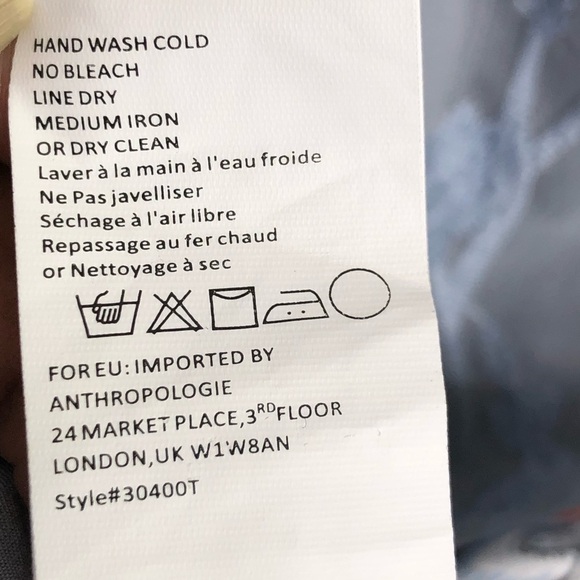 HAND WASH COLD
NO BLEACH
LINE DRY
MEDIUM IRON
OR DRY CLEAN
Laver à la main à l'eau froide
Ne Pas javelliser
Séchage à l'air libre
Repassage au fer chaud
or Nettoyage à sec
FOR EU: IMPORTED BY
ANTHROPOLOGIE
24 MARKET PLACE,3RD FLOOR
LONDON,UK W1W8AN
Style#30400T